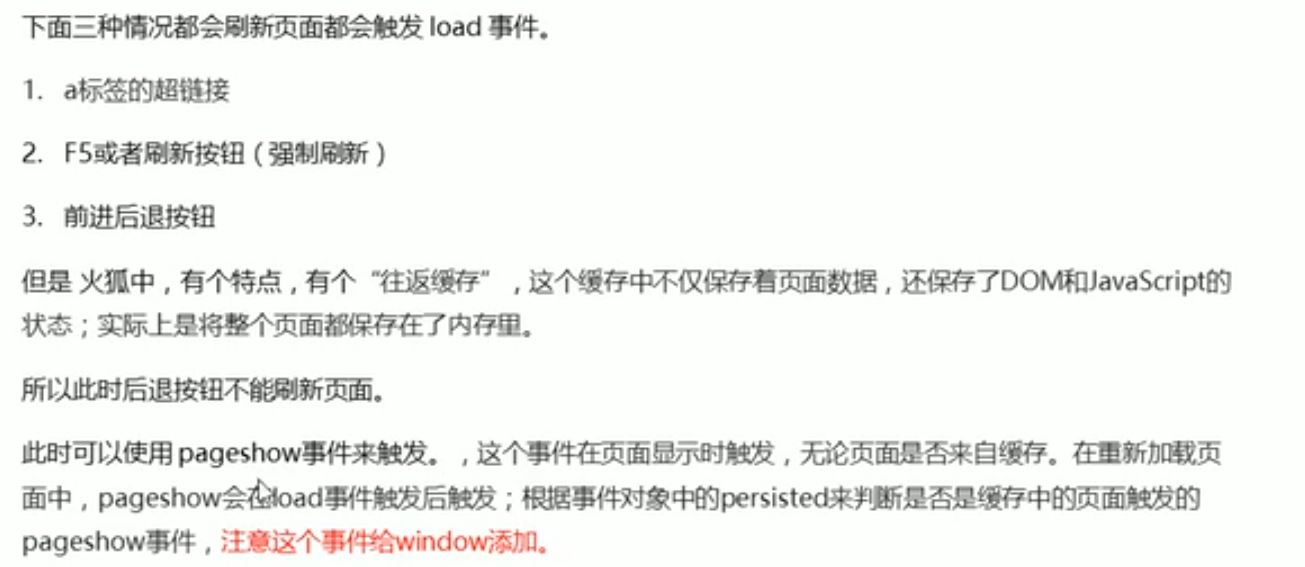 下面三种情况都会刷新页面都会触发 load 事件。
1. a标签的超链接
2. F5或者刷新按钮（强制刷新）
3. 前进后退按钮
但是 火狐中，有个特点，有个“往返缓存”，这个缓存中不仅保存着页面数据，还保存了DOM和JavaScript的
状态；实际上是将整个页面都保存在了内存里。
所以此时后退按钮不能刷新页面。
此时可以使用 pageshow事件来触发。，这个事件在页面显示时触发，无论页面是否来自缓存。在重新加载页
面中，pageshow会在load事件触发后触发；根据事件对象中的persisted来判断是否是缓存中的页面触发的
pageshow事件，注意这个事件给window添加。